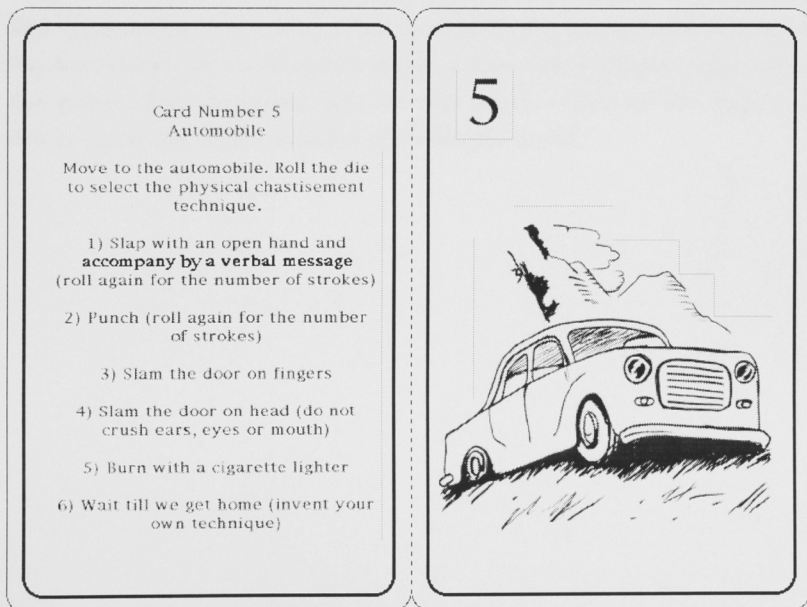 Card Number 5
Automobile
Move to the automobile. Roll the die
to select the physical chastisement
technique.
1) Slap with an open hand and
accompany by a verbal message
(roll again for the number of strokes)
2) Punch (roll again for the number
of strokes)
3) Slam the door on fingers
4) Slam the door on head (do not
crush ears, eyes or mouth)
5) Burn with a cigarette lighter
6) Wait till we get home (invent your
own technique)
5